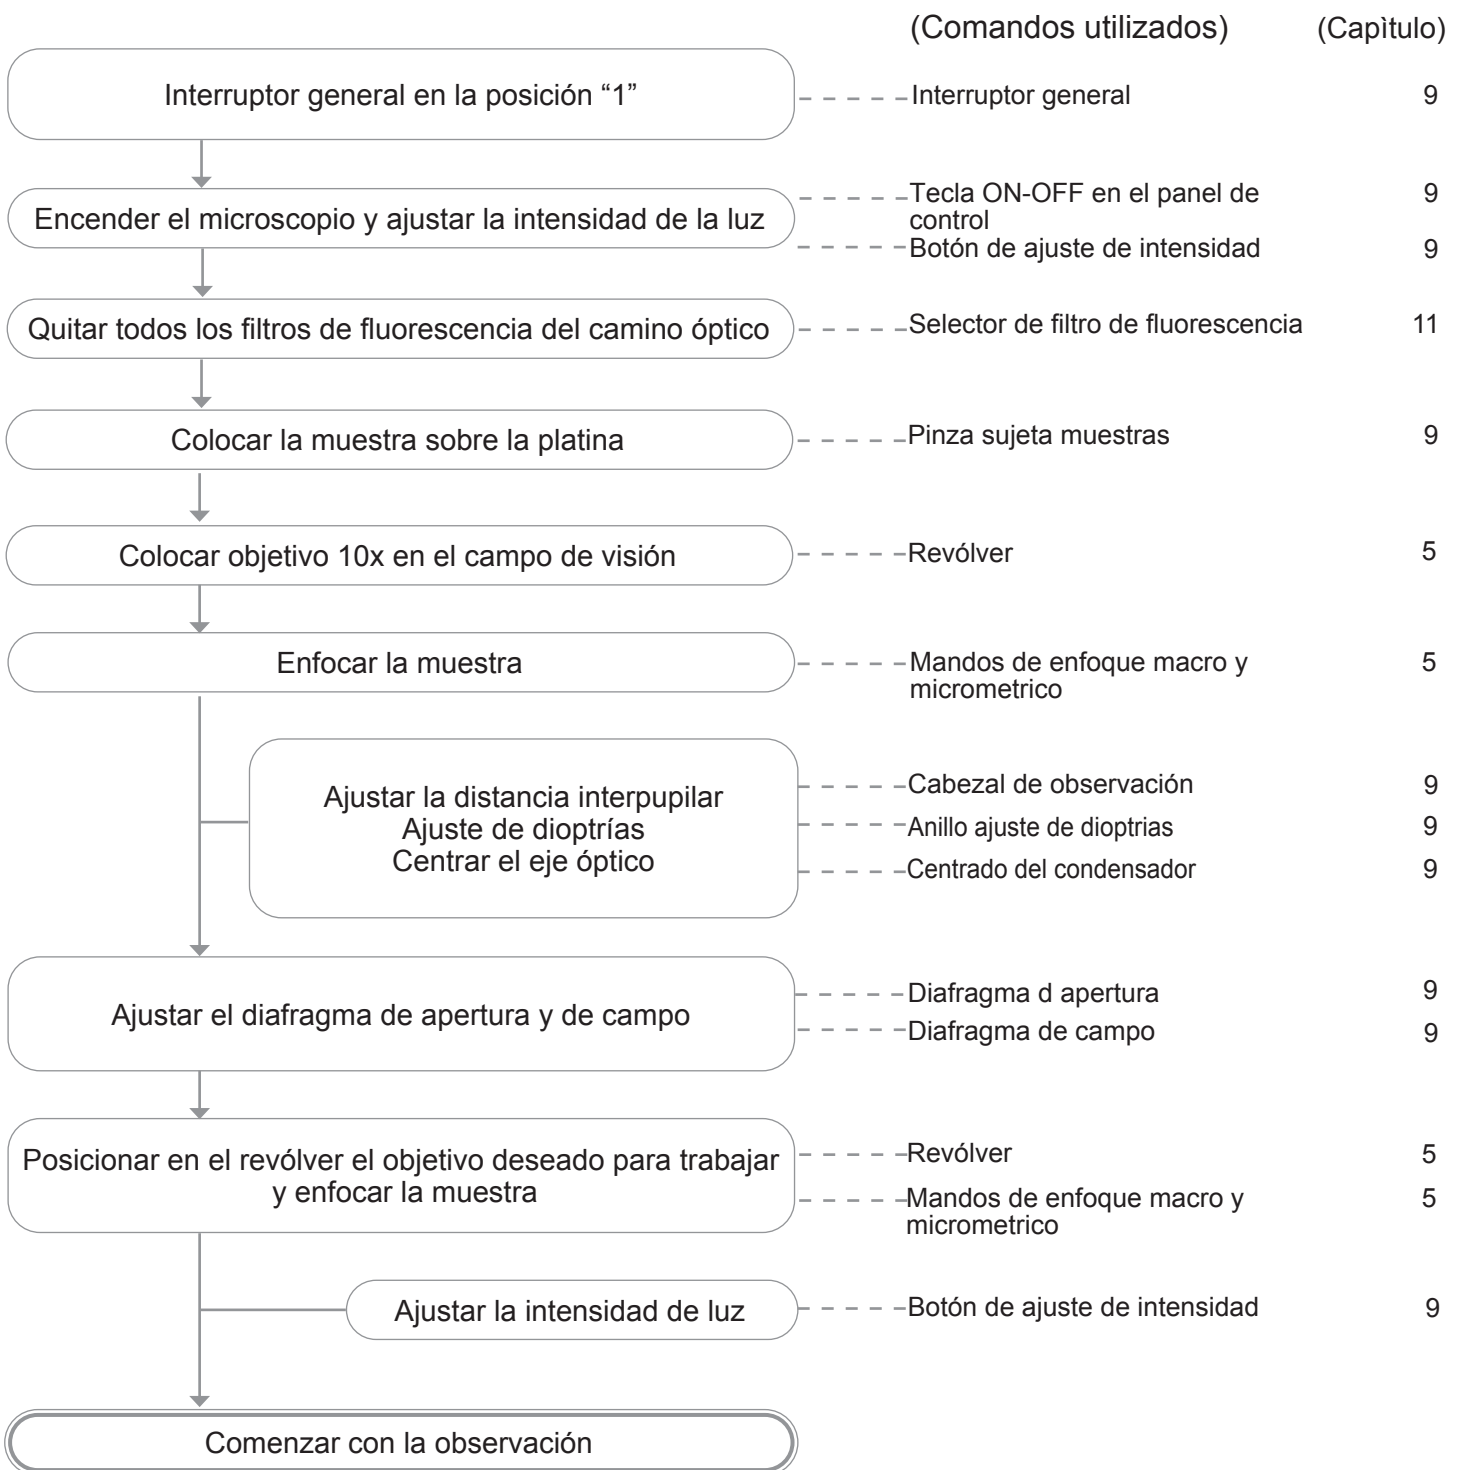 (Comandos utilizados) (Capìtulo)
Interruptor general en la posición “1” Interruptor general 9
Encender el microscopio y ajustar la intensidad de la luz
Tecla ON-OFF en el panel de 9
control
Botón de ajuste de intensidad 9
Quitar todos los filtros de fluorescencia del camino óptico Selector de filtro de fluorescencia 11
Colocar la muestra sobre la platina Pinza sujeta muestras 9
Colocar objetivo 10x en el campo de visión Revólver 5
Enfocar la muestra Mandos de enfoque macro y 5
micrometrico
Ajustar la distancia interpupilar Cabezal de observación 9
Ajuste de dioptrías Anillo ajuste de dioptrias 9
Centrar el eje óptico Centrado del condensador 9
Ajustar el diafragma de apertura y de campo
Diafragma d apertura 9
Diafragma de campo 9
Posicionar en el revólver el objetivo deseado para trabajar
y enfocar la muestra
Revólver 5
Mandos de enfoque macro y 5
micrometrico
Ajustar la intensidad de luz Botón de ajuste de intensidad 9
Comenzar con la observación